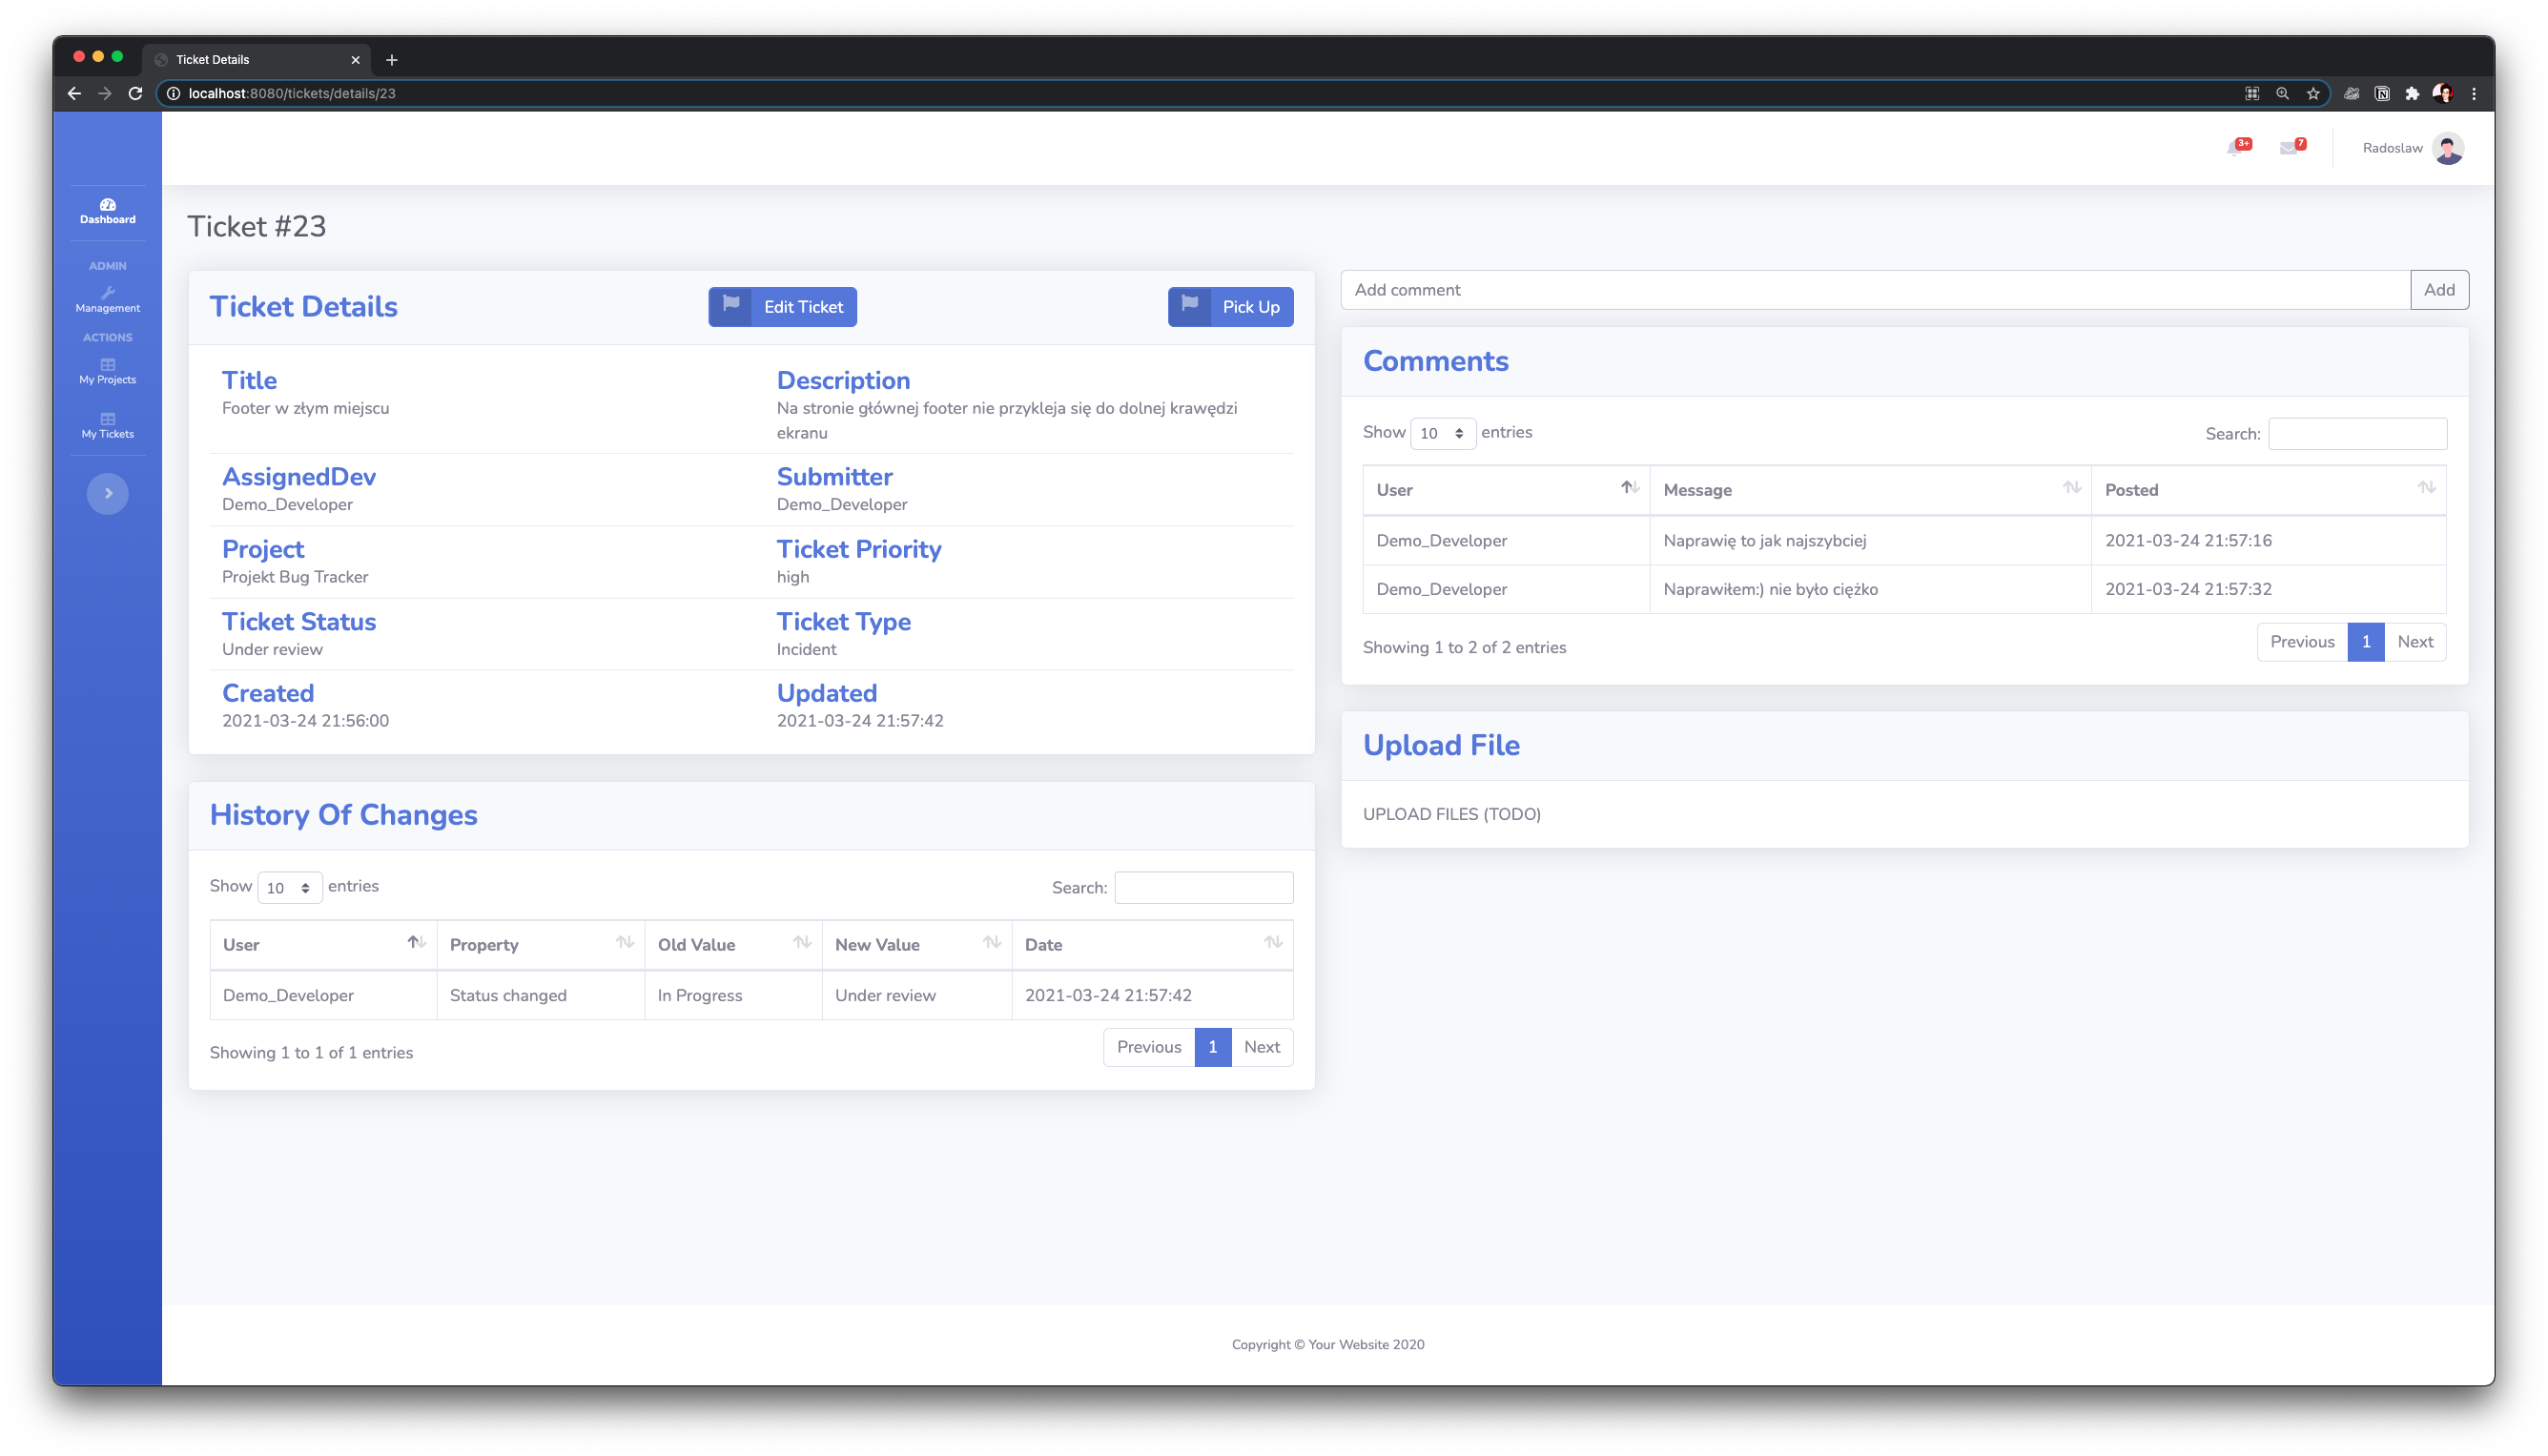 Ticket Details
localhost:8080/tickets/details/23
3+
7
Radoslaw
Dashboard
ADMIN
Management
ACTIONS
My Projects
My Tickets
Ticket #23
Ticket Details
Edit Ticket
Pick Up
Title
Footer w złym miejscu
Description
Na stronie głównej footer nie przykleja się do dolnej krawędzi
ekranu
AssignedDev
Demo_Developer
Submitter
Demo_Developer
Project
Projekt Bug Tracker
Ticket Priority
high
Ticket Status
Under review
Ticket Type
Incident
Created
2021-03-24 21:56:00
Updated
2021-03-24 21:57:42
History Of Changes
Show 10 entries
Search:
User Property Old Value New Value Date
Demo_Developer Status changed In Progress Under review 2021-03-24 21:57:42
Showing 1 to 1 of 1 entries
Previous 1 Next
Add comment
Add
Comments
Show 10 entries
Search:
User Message Posted
Demo_Developer Naprawię to jak najszybciej 2021-03-24 21:57:16
Demo_Developer Naprawiłem:) nie było ciężko 2021-03-24 21:57:32
Showing 1 to 2 of 2 entries
Previous 1 Next
Upload File
UPLOAD FILES (TODO)
Copyright © Your Website 2020